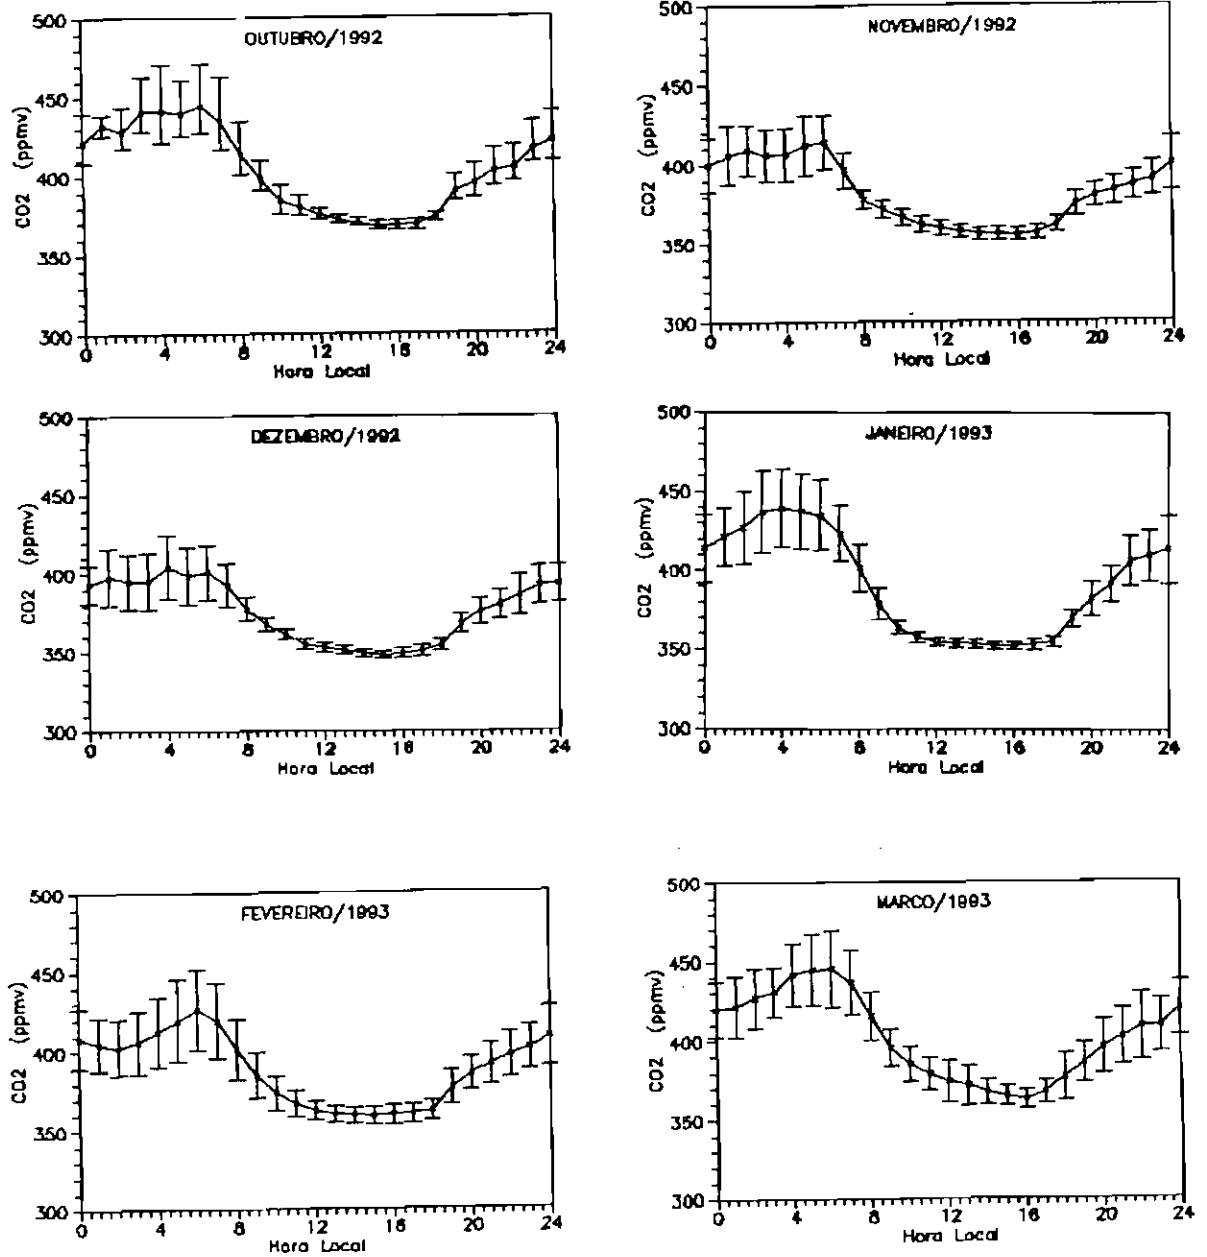 OUTUBRO/1992
500
450
400
350
300
CO2 (ppmv)
0 4 8 12 16 20 24
Hora Local
NOVEMBRO/1992
500
450
400
350
300
CO2 (ppmv)
0 4 8 12 16 20 24
Hora Local
DEZEMBRO/1992
500
450
400
350
300
CO2 (ppmv)
0 4 8 12 16 20 24
Hora Local
JANEIRO/1993
500
450
400
350
300
CO2 (ppmv)
0 4 8 12 16 20 24
Hora Local
FEVEREIRO/1993
500
450
400
350
300
CO2 (ppmv)
0 4 8 12 16 20 24
Hora Local
MARCO/1993
500
450
400
350
300
CO2 (ppmv)
0 4 8 12 16 20 24
Hora Local